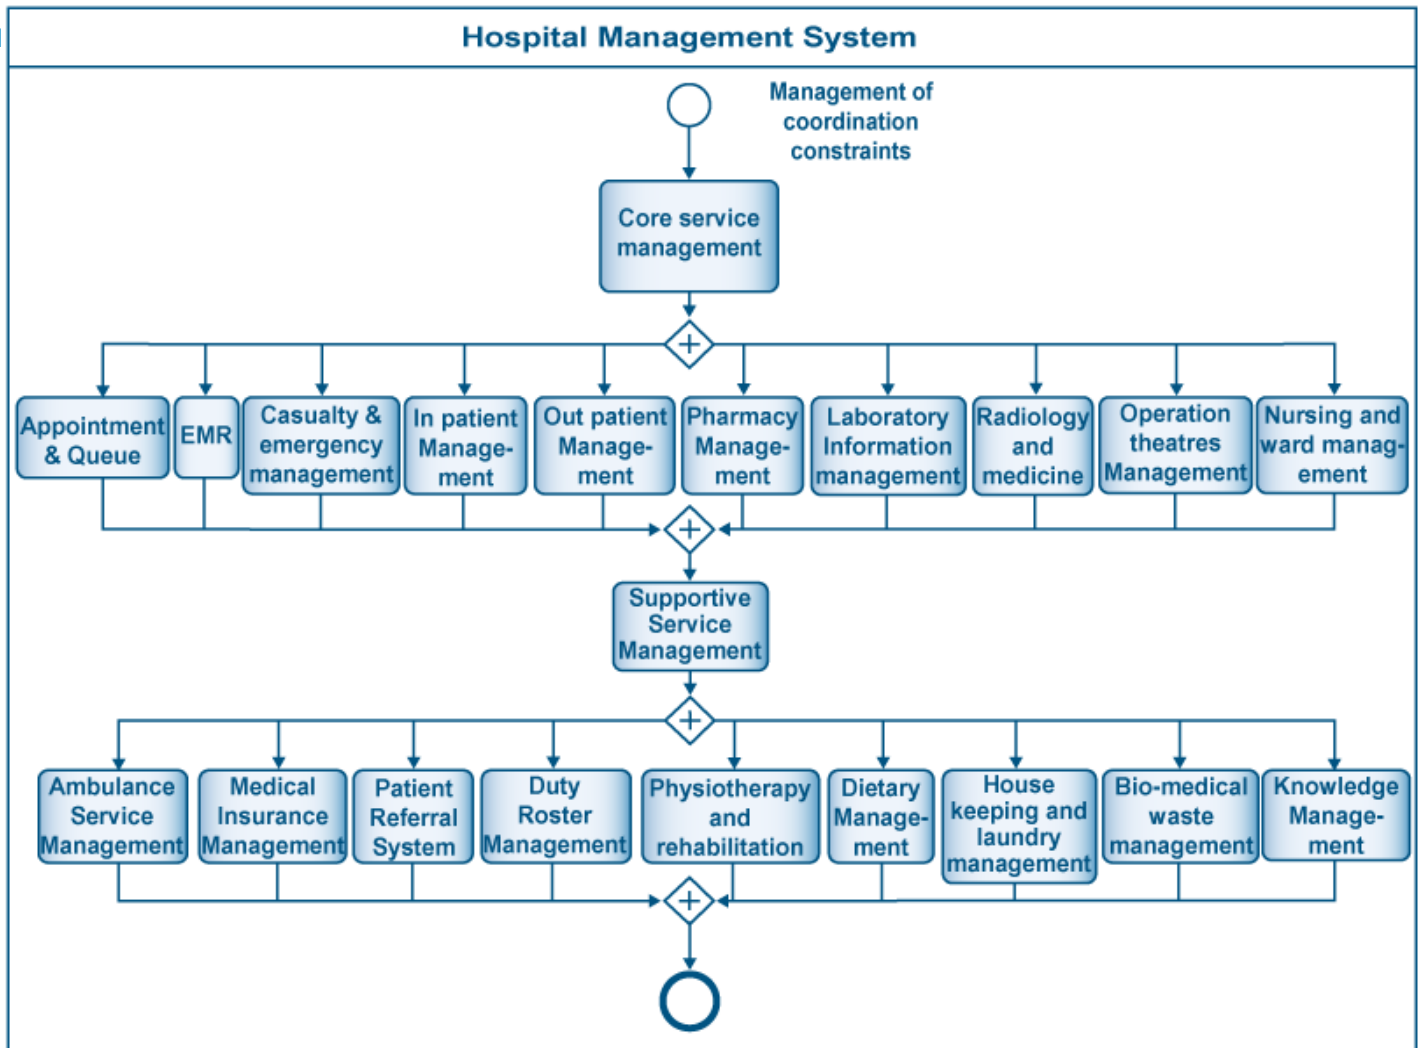 Hospital Management System
Management of
coordination
constraints
Core service
management
Appointment
& Queue
EMR
Casualty &
emergency
management
In patient
Manage-
ment
Out patient
Manage-
ment
Pharmacy
Manage-
ment
Laboratory
Information
management
Radiology
and
medicine
Operation
theatres
Management
Nursing and
ward manag-
ement
Supportive
Service
Management
Ambulance
Service
Management
Medical
Insurance
Management
Patient
Referral
System
Duty
Roster
Management
Physiotherapy
and
rehabilitation
Dietary
Manage-
ment
House
keeping and
laundry
management
Bio-medical
waste
management
Knowledge
Manage-
ment